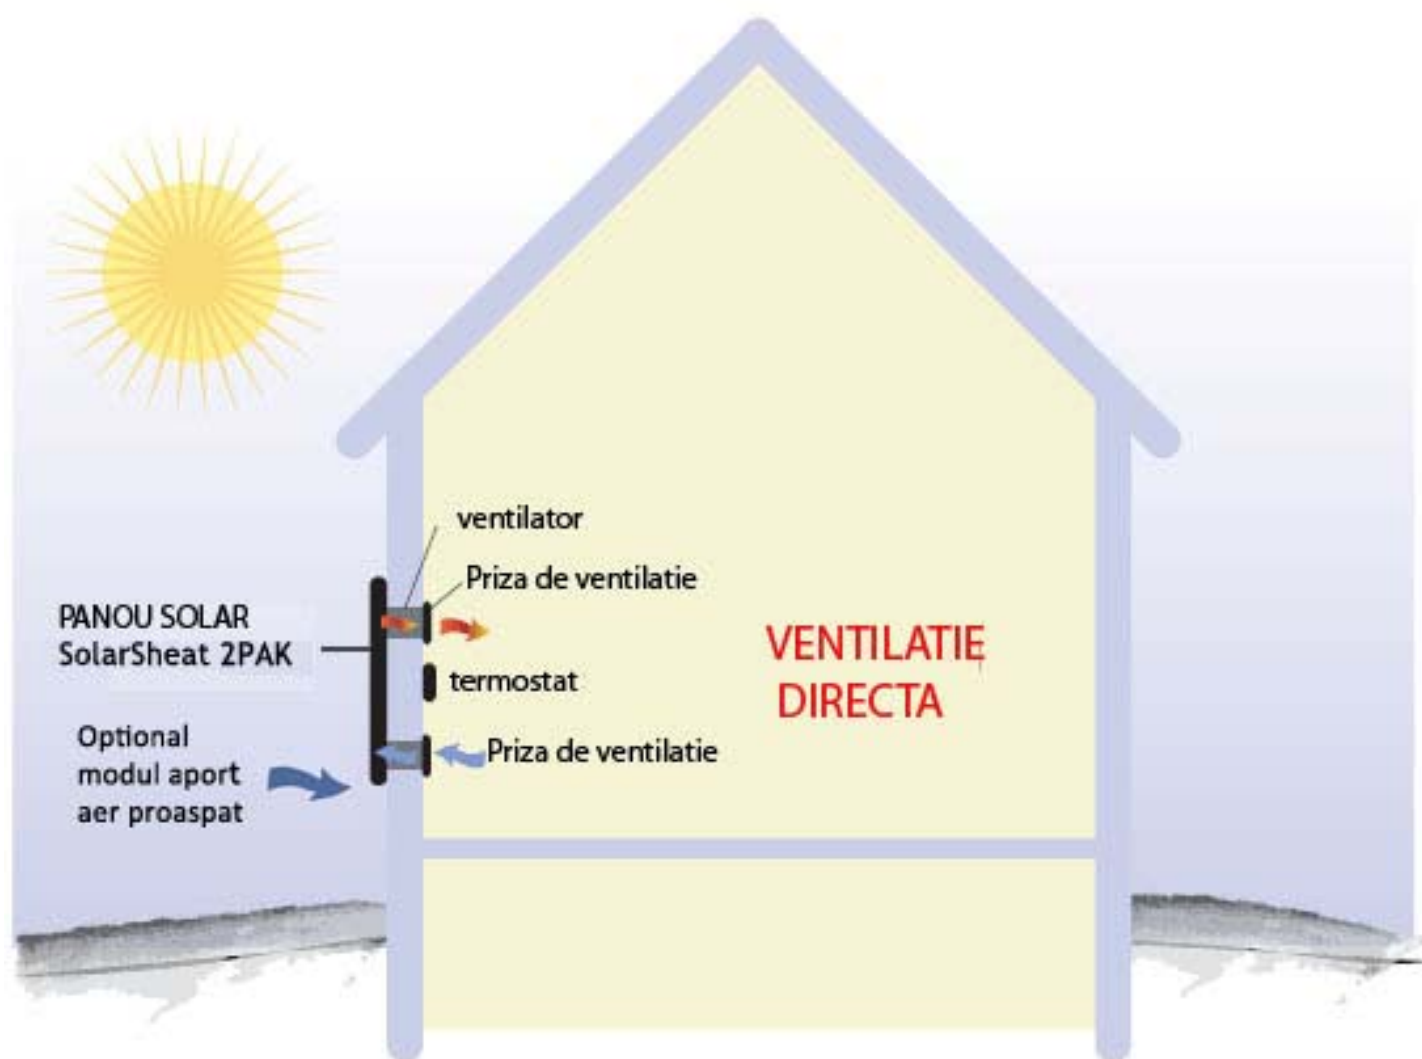 ventilator
Priza de ventilatie
PANOU SOLAR
SolarSheat 2PAK
termostat
VENTILATIE
DIRECTA
Optional
modul aport
aer proaspat
Priza de ventilatie